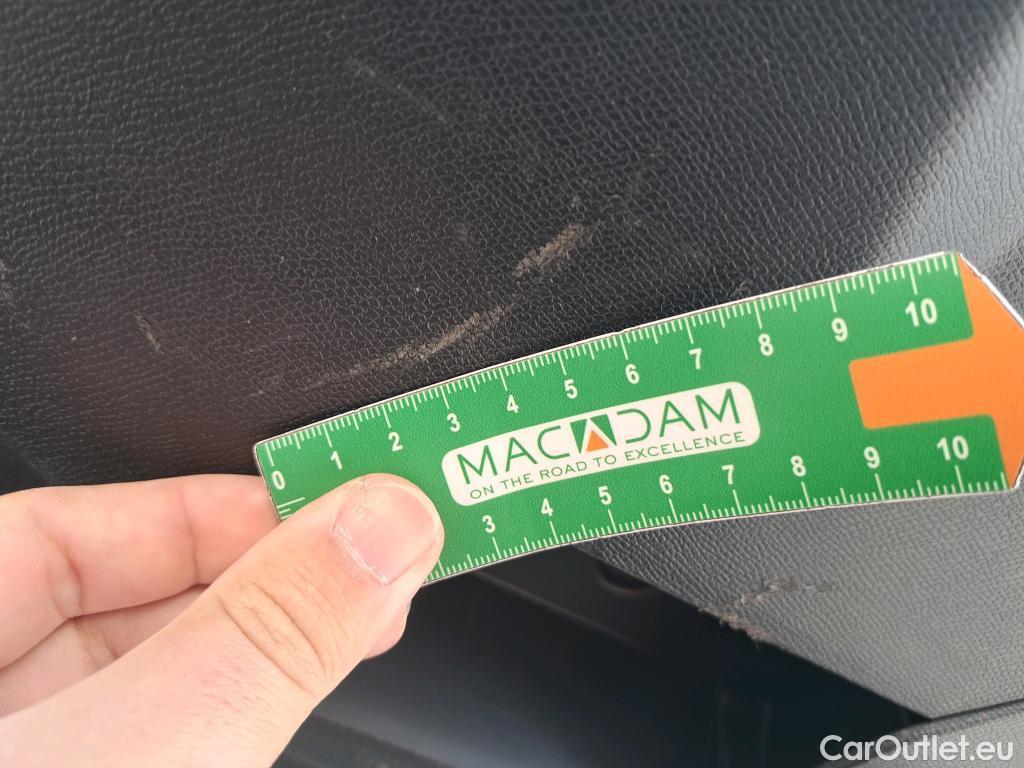 0 1 2 3 4 5 6 7 8 9 10
MACADAM
ON THE ROAD TO EXCELLENCE
3 4 5 6 7 8 9 10
CarOutlet.eu